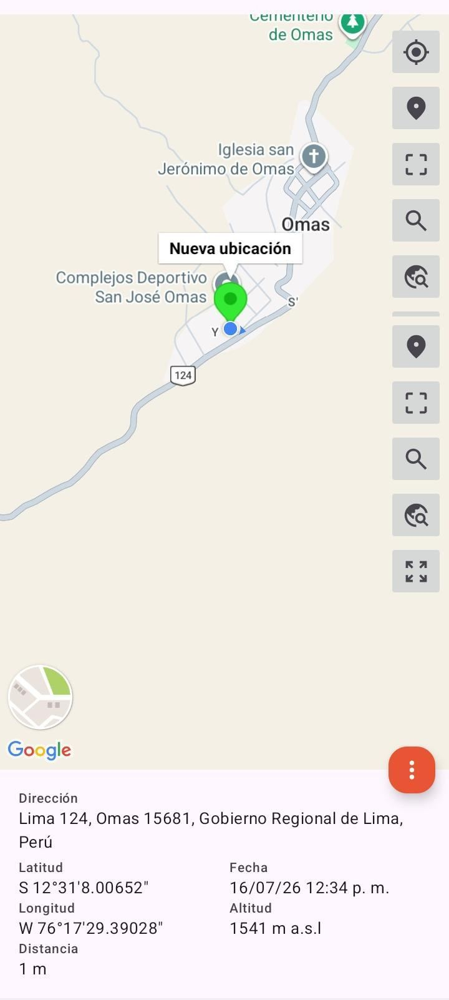 Cementerio
de Omas
Iglesia san
Jerónimo de Omas
Omas
Nueva ubicación
Complejos Deportivo
San José Omas
S'
Y
124
Google
Dirección
Lima 124, Omas 15681, Gobierno Regional de Lima,
Perú
Latitud
S 12°31'8.00652"
Fecha
16/07/26 12:34 p. m.
Longitud
W 76°17'29.39028"
Altitud
1541 m a.s.l
Distancia
1 m